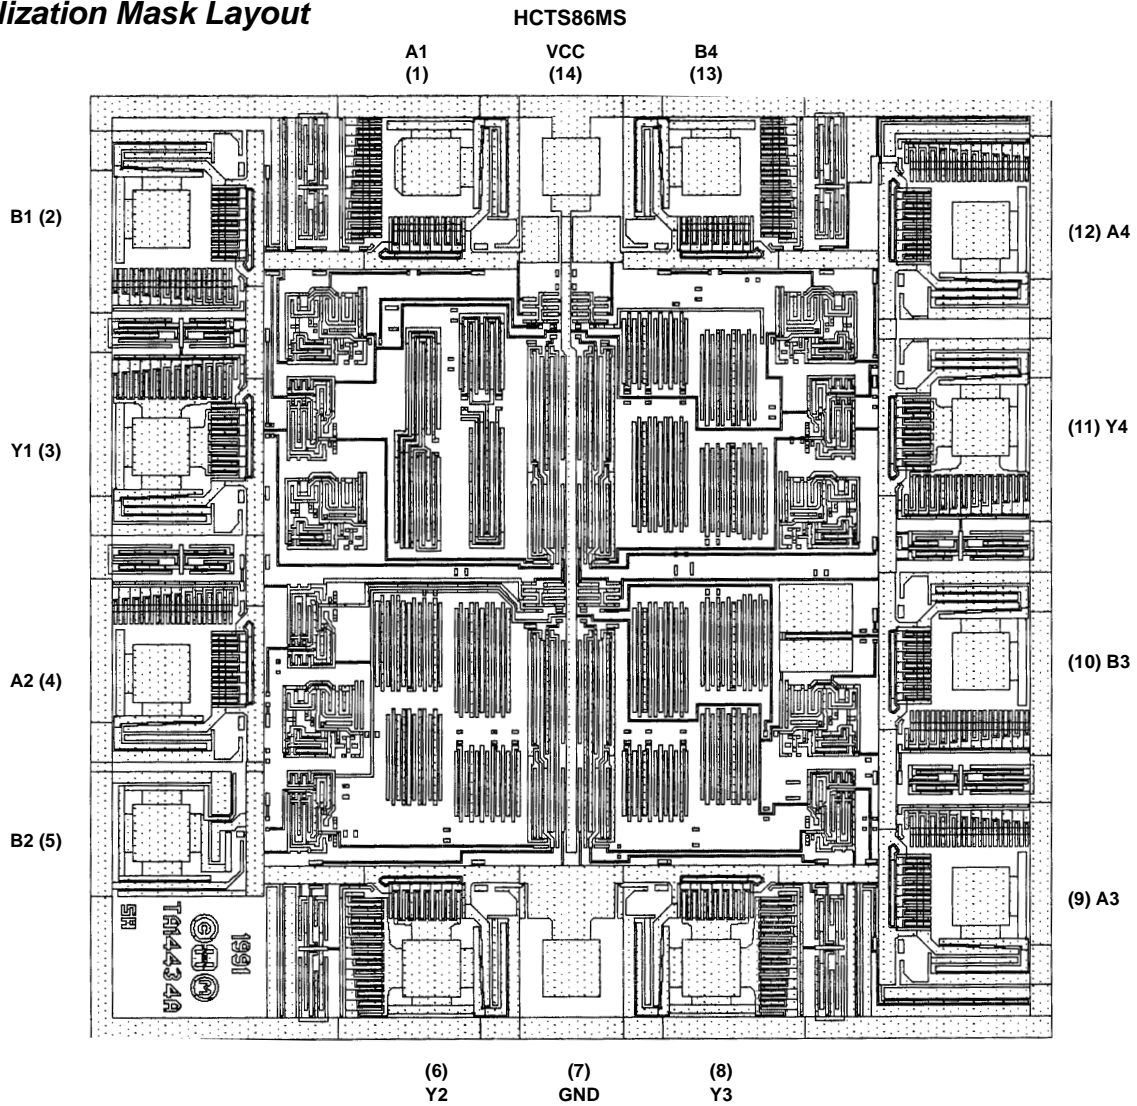 lization Mask Layout
HCTS86MS
A1
(1)
VCC
(14)
B4
(13)
B1 (2)
(12) A4
Y1 (3)
(11) Y4
A2 (4)
(10) B3
B2 (5)
(9) A3
1991
© H M
TA14434A
SH
(6)
Y2
(7)
GND
(8)
Y3